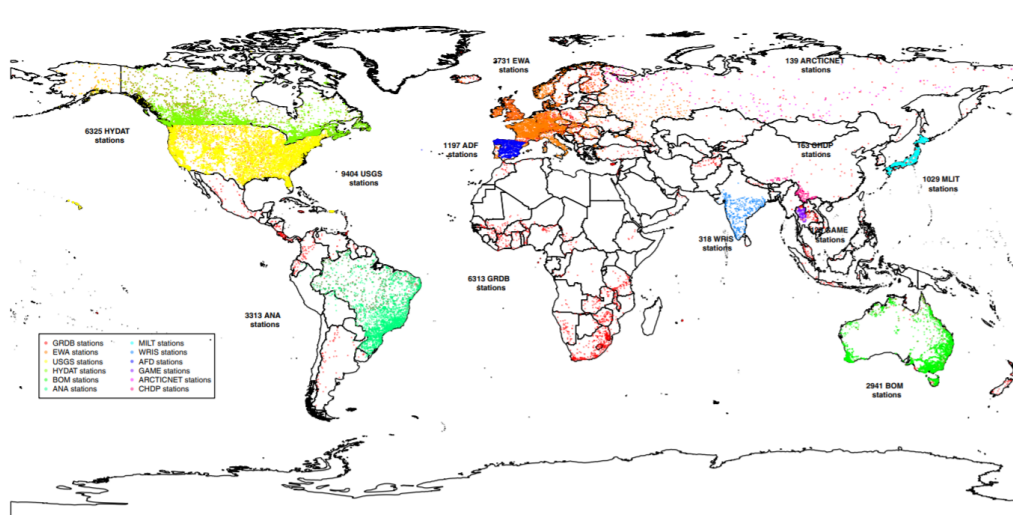 3731 EWA
stations
139 ARCTICNET
stations
6325 HYDAT
stations
1197 ADF
stations
163 CHDP
stations
9404 USGS
stations
1029 MLIT
stations
318 WRIS
stations
GAME
stations
6313 GRDB
stations
3313 ANA
stations
2941 BOM
stations
GRDB stations
EWA stations
USGS stations
HYDAT stations
BOM stations
ANA stations
MILT stations
WRIS stations
AFD stations
GAME stations
ARCTICNET stations
CHDP stations